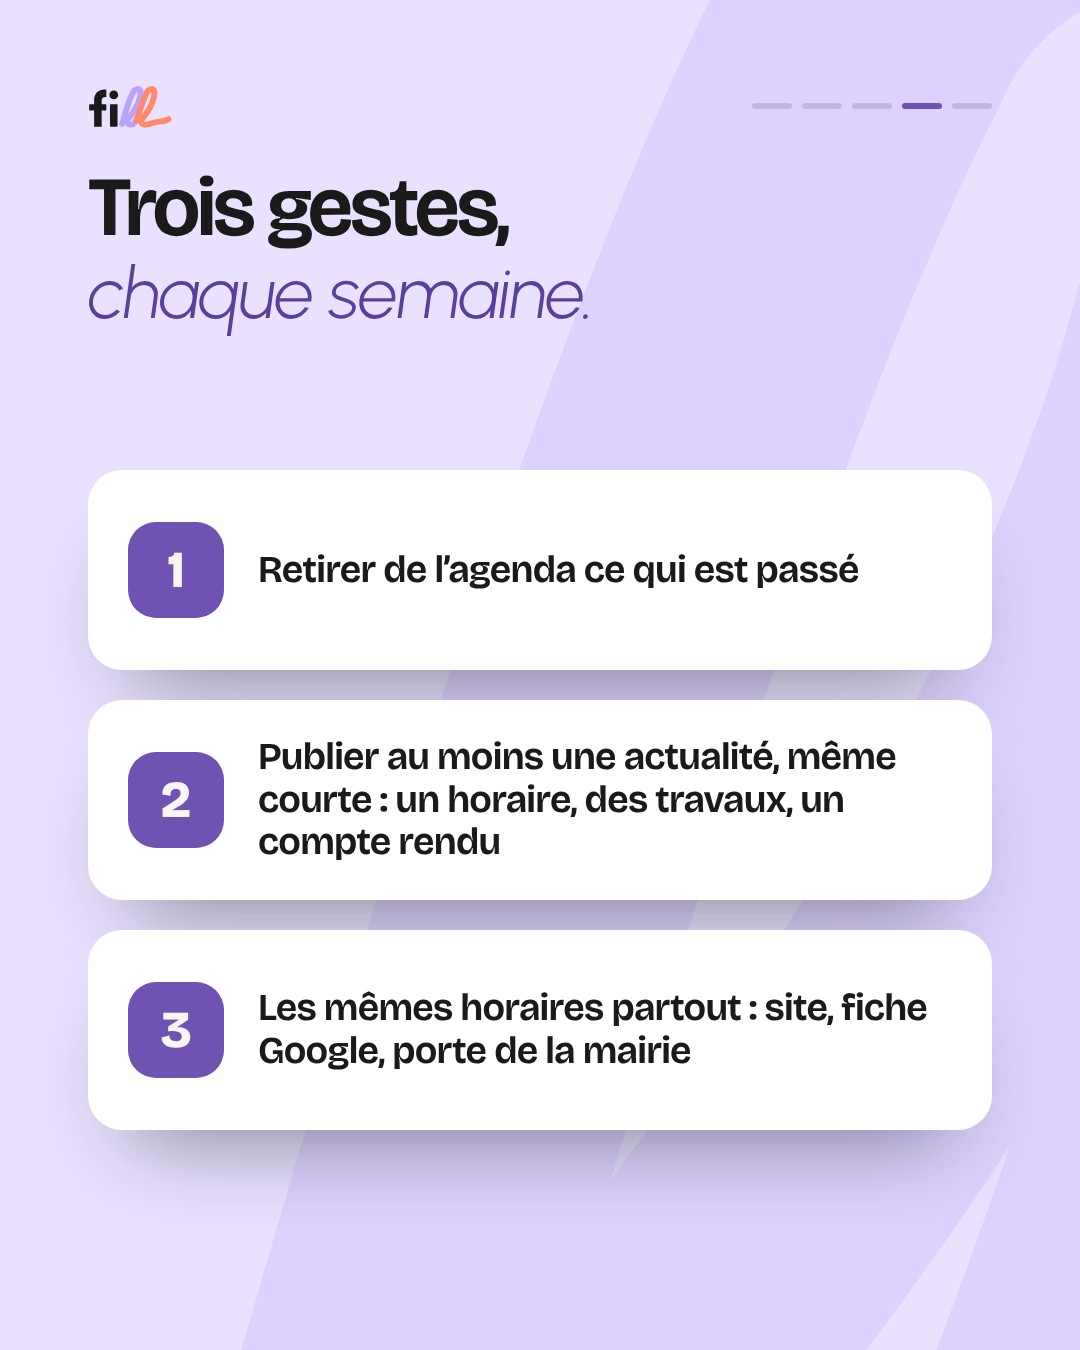 fill
Trois gestes,
chaque semaine.
1
Retirer de l’agenda ce qui est passé
2
Publier au moins une actualité, même
courte : un horaire, des travaux, un
compte rendu
3
Les mêmes horaires partout : site, fiche
Google, porte de la mairie